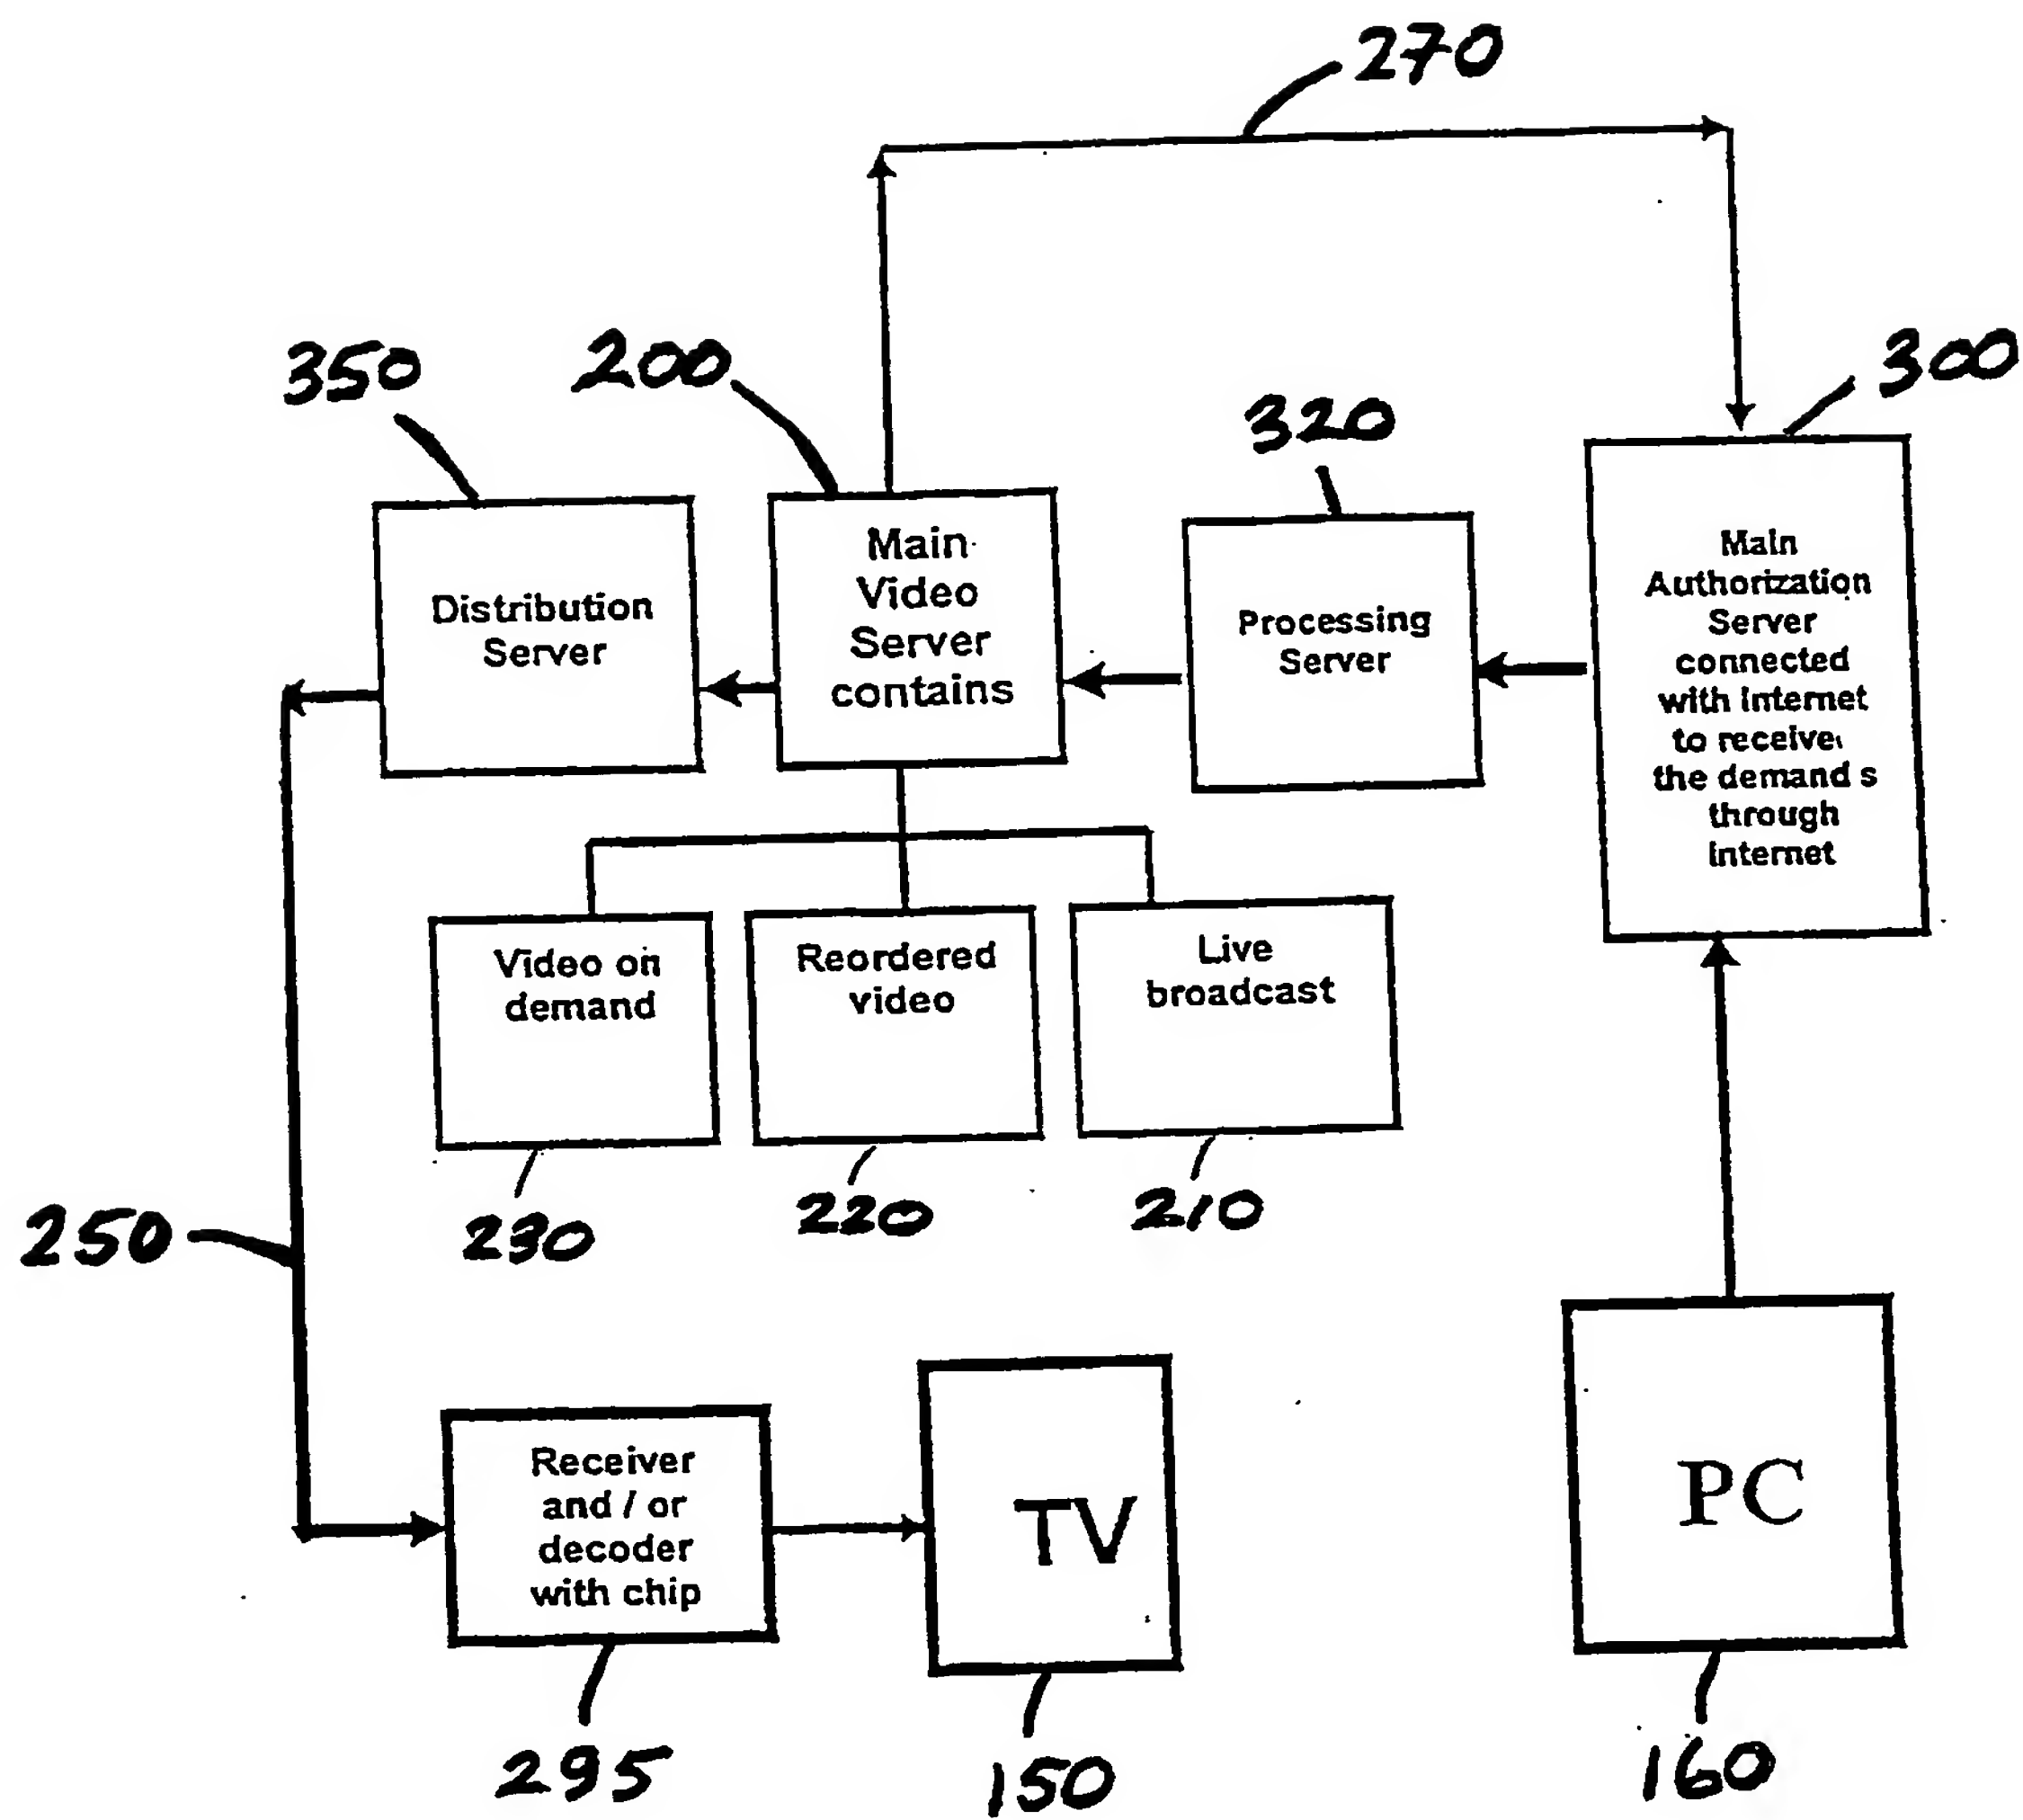 270
350
200
320
300
Distribution
Server
Main
Video
Server
contains
Processing
Server
Main
Authorization
Server
connected
with Internet
to receive
the demand s
through
Internet
Video on
demand
Reordered
video
Live
broadcast
230
220
210
250
Receiver
and / or
decoder
with chip
TV
PC
295
150
160